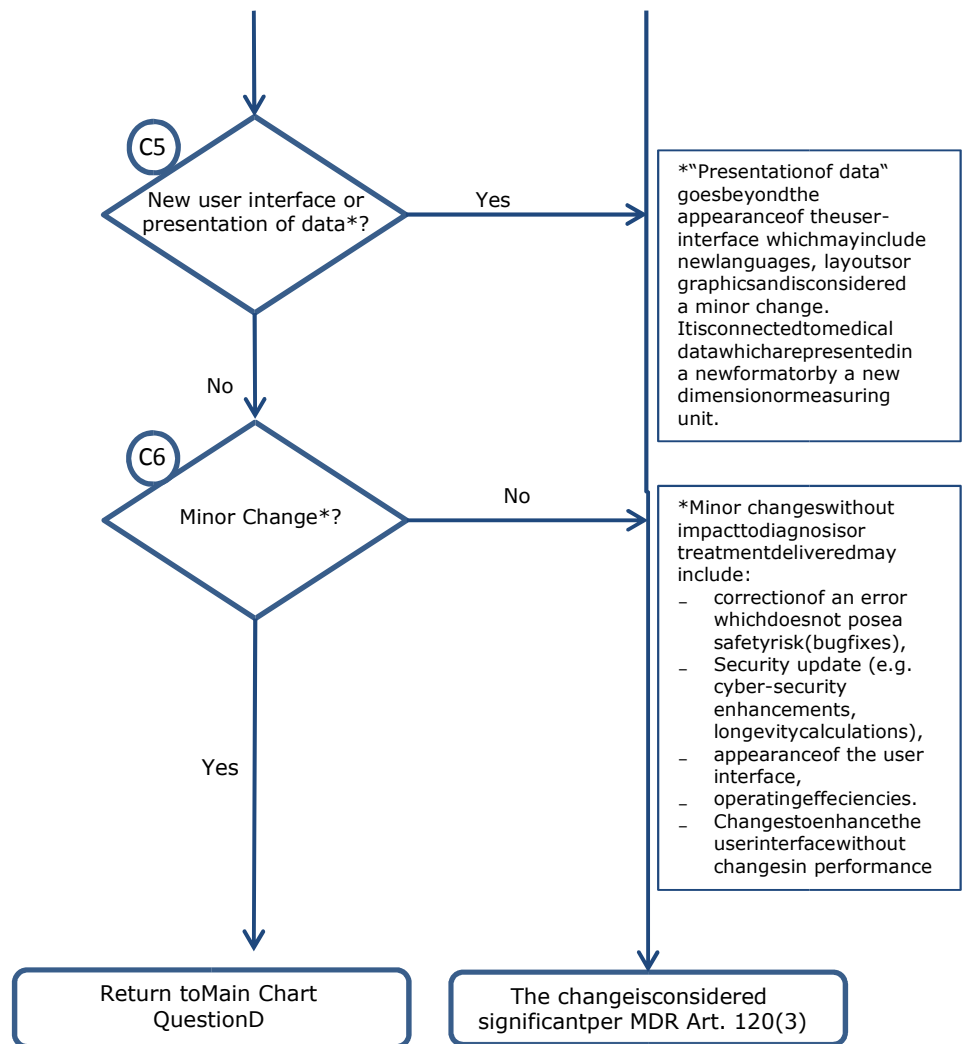 C5
New user interface or
presentation of data*?
Yes
*“Presentationof data“
goesbeyondthe
appearanceof theuser-
interface whichmayinclude
newlanguages, layoutsor
graphicsandisconsidered
a minor change.
Itisconnectedtomedical
datawhicharepresentedin
a newformatorby a new
dimensionormeasuring
unit.
No
C6
Minor Change*?
No
*Minor changeswithout
impacttodiagnosisor
treatmentdeliveredmay
include:
– correctionof an error
whichdoesnot posea
safetyrisk(bugfixes),
– Security update (e.g.
cyber-security
enhancements,
longevitycalculations),
– appearanceof the user
interface,
– operatingeffeciencies.
– Changestoenhancethe
userinterfacewithout
changesin performance
Yes
Return toMain Chart
QuestionD
The changeisconsidered
significantper MDR Art. 120(3)